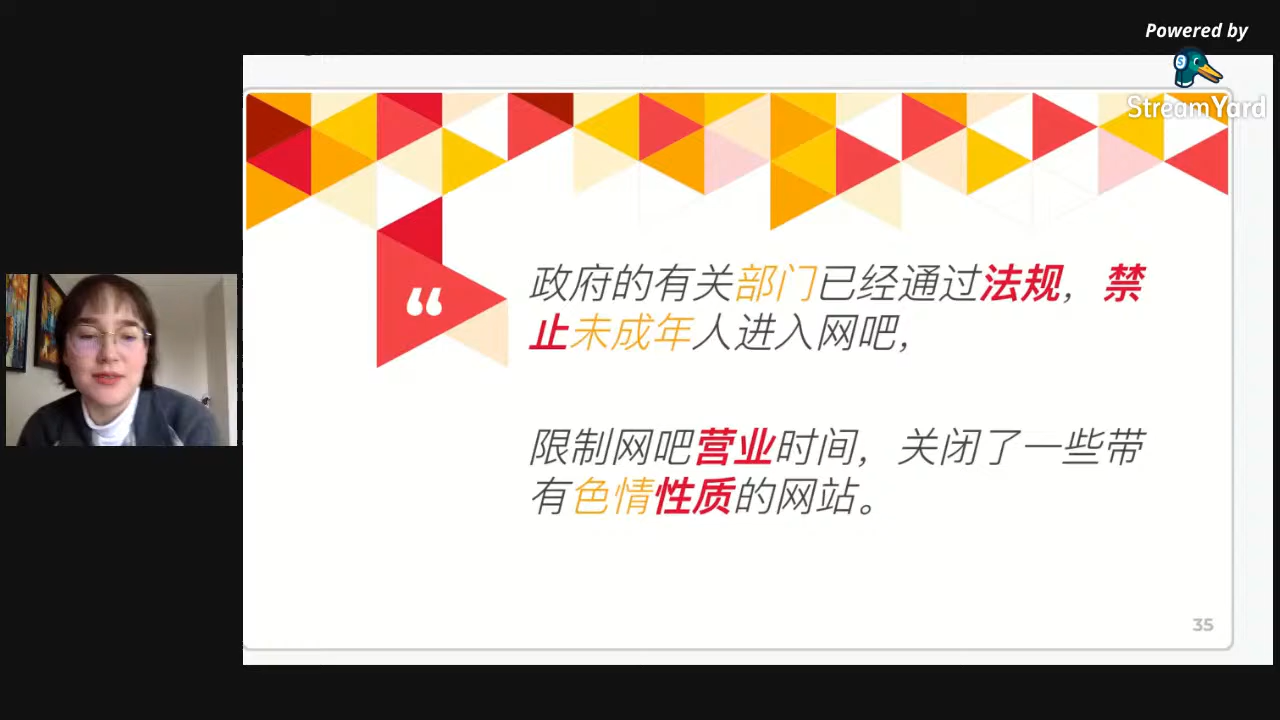 Powered by
StreamYard
“
政府的有关部门已经通过法规，禁
止未成年人进入网吧，
限制网吧营业时间，关闭了一些带
有色情性质的网站。
35